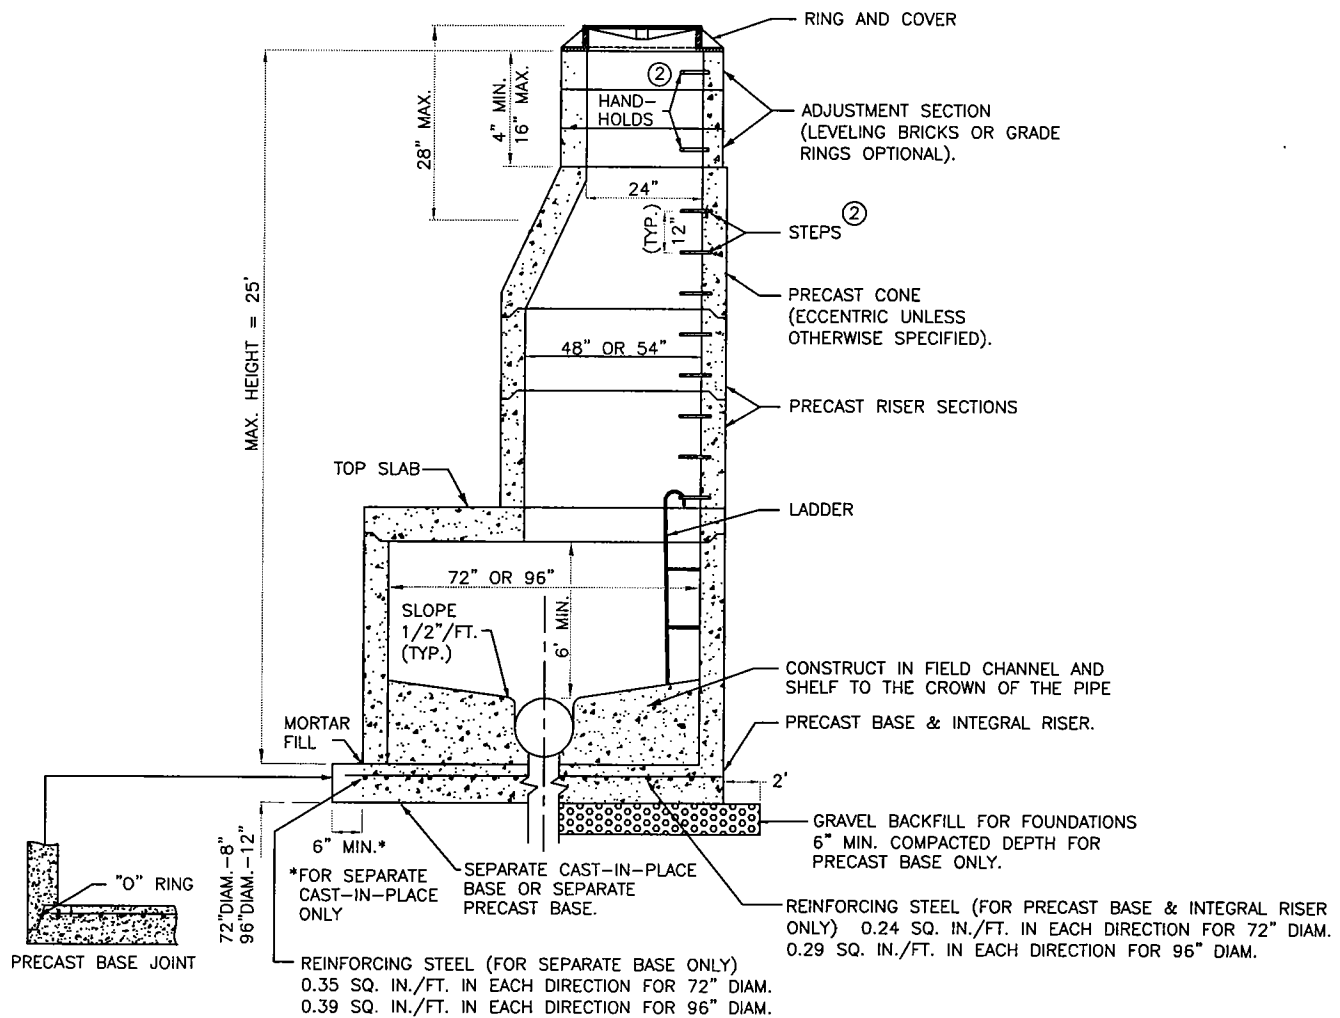 RING AND COVER
28" MAX.
4" MIN.
16" MAX.
②
HAND-
HOLDS
ADJUSTMENT SECTION
(LEVELING BRICKS OR GRADE
RINGS OPTIONAL).
24"
(TYP.)
12"
STEPS ②
PRECAST CONE
(ECCENTRIC UNLESS
OTHERWISE SPECIFIED).
MAX. HEIGHT = 25'
48" OR 54"
PRECAST RISER SECTIONS
TOP SLAB
LADDER
72" OR 96"
SLOPE
1/2"/FT.
(TYP.)
6' MIN.
CONSTRUCT IN FIELD CHANNEL AND
SHELF TO THE CROWN OF THE PIPE
MORTAR
FILL
PRECAST BASE & INTEGRAL RISER.
2'
GRAVEL BACKFILL FOR FOUNDATIONS
6" MIN. COMPACTED DEPTH FOR
PRECAST BASE ONLY.
6" MIN.*
*FOR SEPARATE
CAST-IN-PLACE
ONLY
SEPARATE CAST-IN-PLACE
BASE OR SEPARATE
PRECAST BASE.
72"DIAM.-8"
96"DIAM.-12"
"O" RING
PRECAST BASE JOINT
REINFORCING STEEL (FOR PRECAST BASE & INTEGRAL RISER
ONLY) 0.24 SQ. IN./FT. IN EACH DIRECTION FOR 72" DIAM.
0.29 SQ. IN./FT. IN EACH DIRECTION FOR 96" DIAM.
REINFORCING STEEL (FOR SEPARATE BASE ONLY)
0.35 SQ. IN./FT. IN EACH DIRECTION FOR 72" DIAM.
0.39 SQ. IN./FT. IN EACH DIRECTION FOR 96" DIAM.